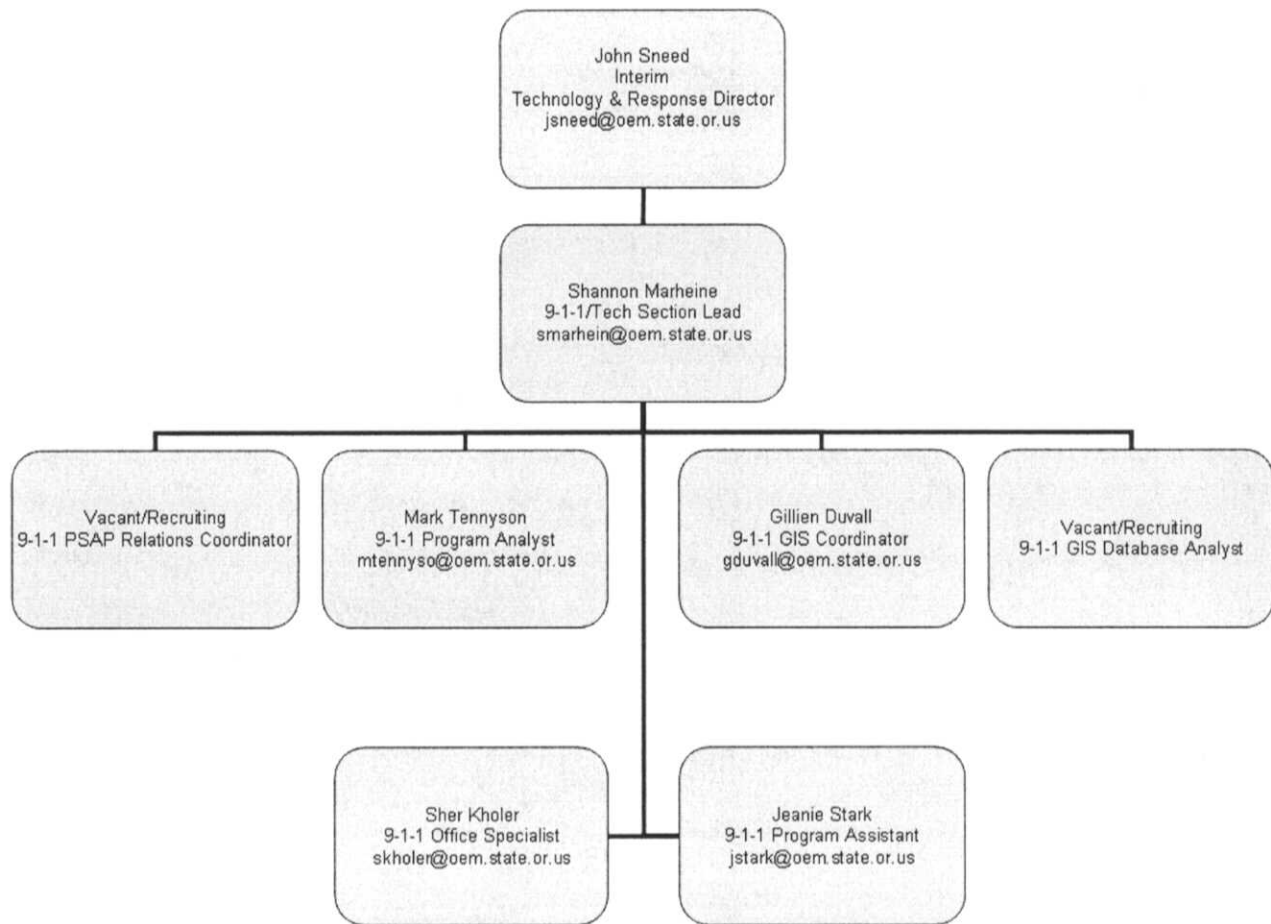 John Sneed
Interim
Technology & Response Director
jsneed@oem.state.or.us
Shannon Marheine
9-1-1/Tech Section Lead
smarhein@oem.state.or.us
Vacant/Recruiting
9-1-1 PSAP Relations Coordinator
Mark Tennyson
9-1-1 Program Analyst
mtennyso@oem.state.or.us
Gillien Duvall
9-1-1 GIS Coordinator
gduvall@oem.state.or.us
Vacant/Recruiting
9-1-1 GIS Database Analyst
Sher Kholer
9-1-1 Office Specialist
skholer@oem.state.or.us
Jeanie Stark
9-1-1 Program Assistant
jstark@oem.state.or.us